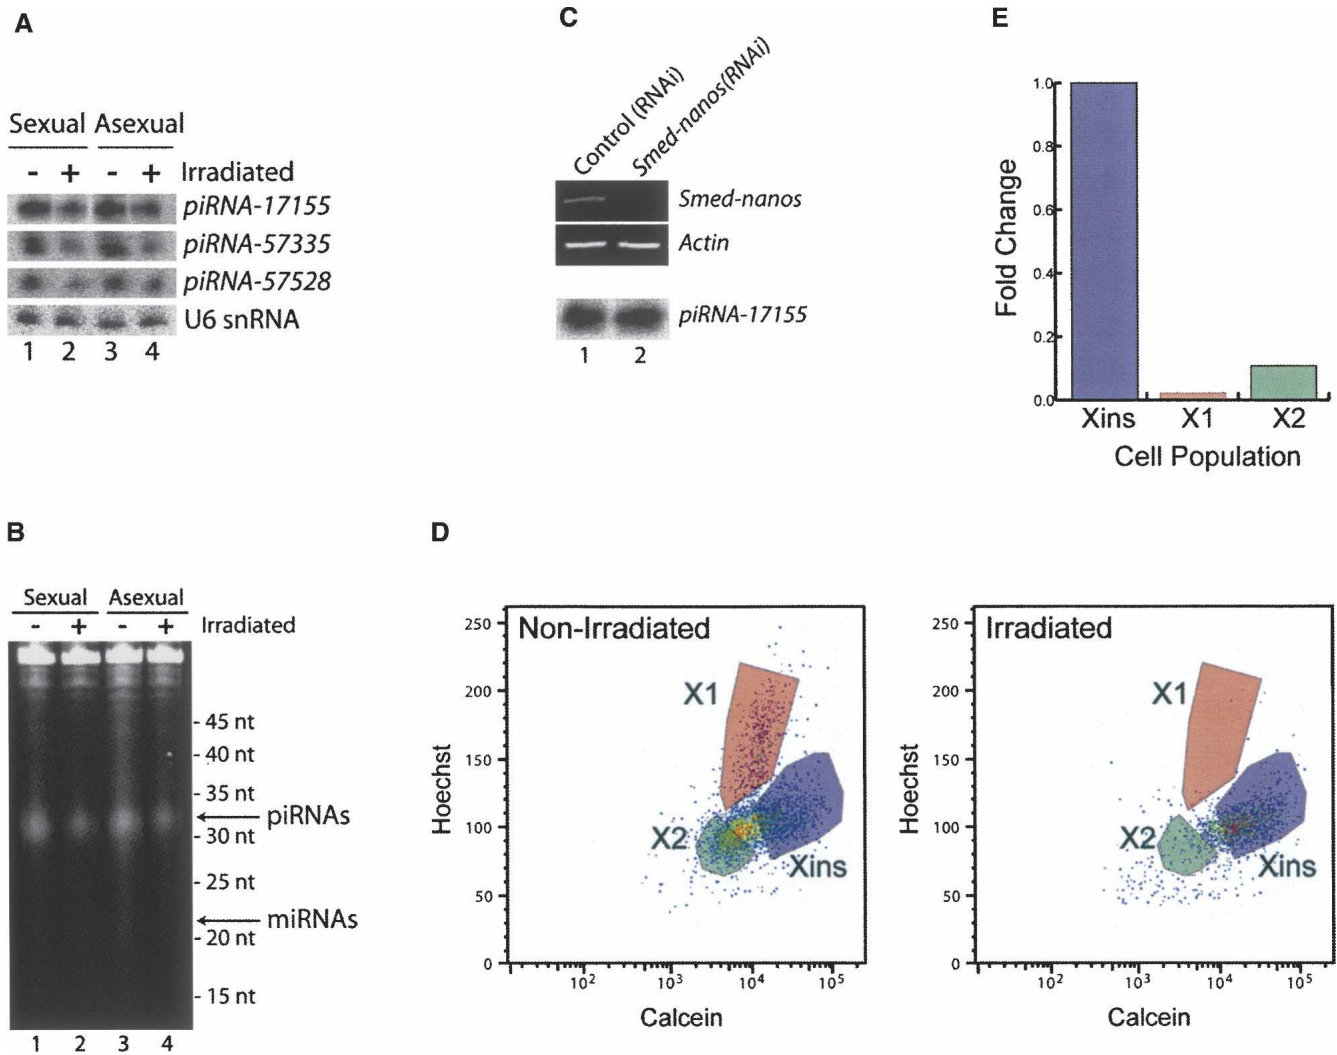 A
Sexual Asexual
- + - + Irradiated
piRNA-17155
piRNA-57335
piRNA-57528
U6 snRNA
1 2 3 4
B
Sexual Asexual
- + - + Irradiated
- 45 nt
- 40 nt
- 35 nt
piRNAs
- 30 nt
- 25 nt
miRNAs
- 20 nt
- 15 nt
1 2 3 4
C
Control (RNAi)
Smed-nanos(RNAi)
Smed-nanos
Actin
piRNA-17155
1 2
D
Non-Irradiated
250
200
150
100
50
0
Hoechst
X1
X2
Xins
10² 10³ 10⁴ 10⁵
Calcein
Irradiated
250
200
150
100
50
0
Hoechst
X1
X2
Xins
10² 10³ 10⁴ 10⁵
Calcein
E
1.0
0.8
0.6
0.4
0.2
0.0
Fold Change
Xins X1 X2
Cell Population